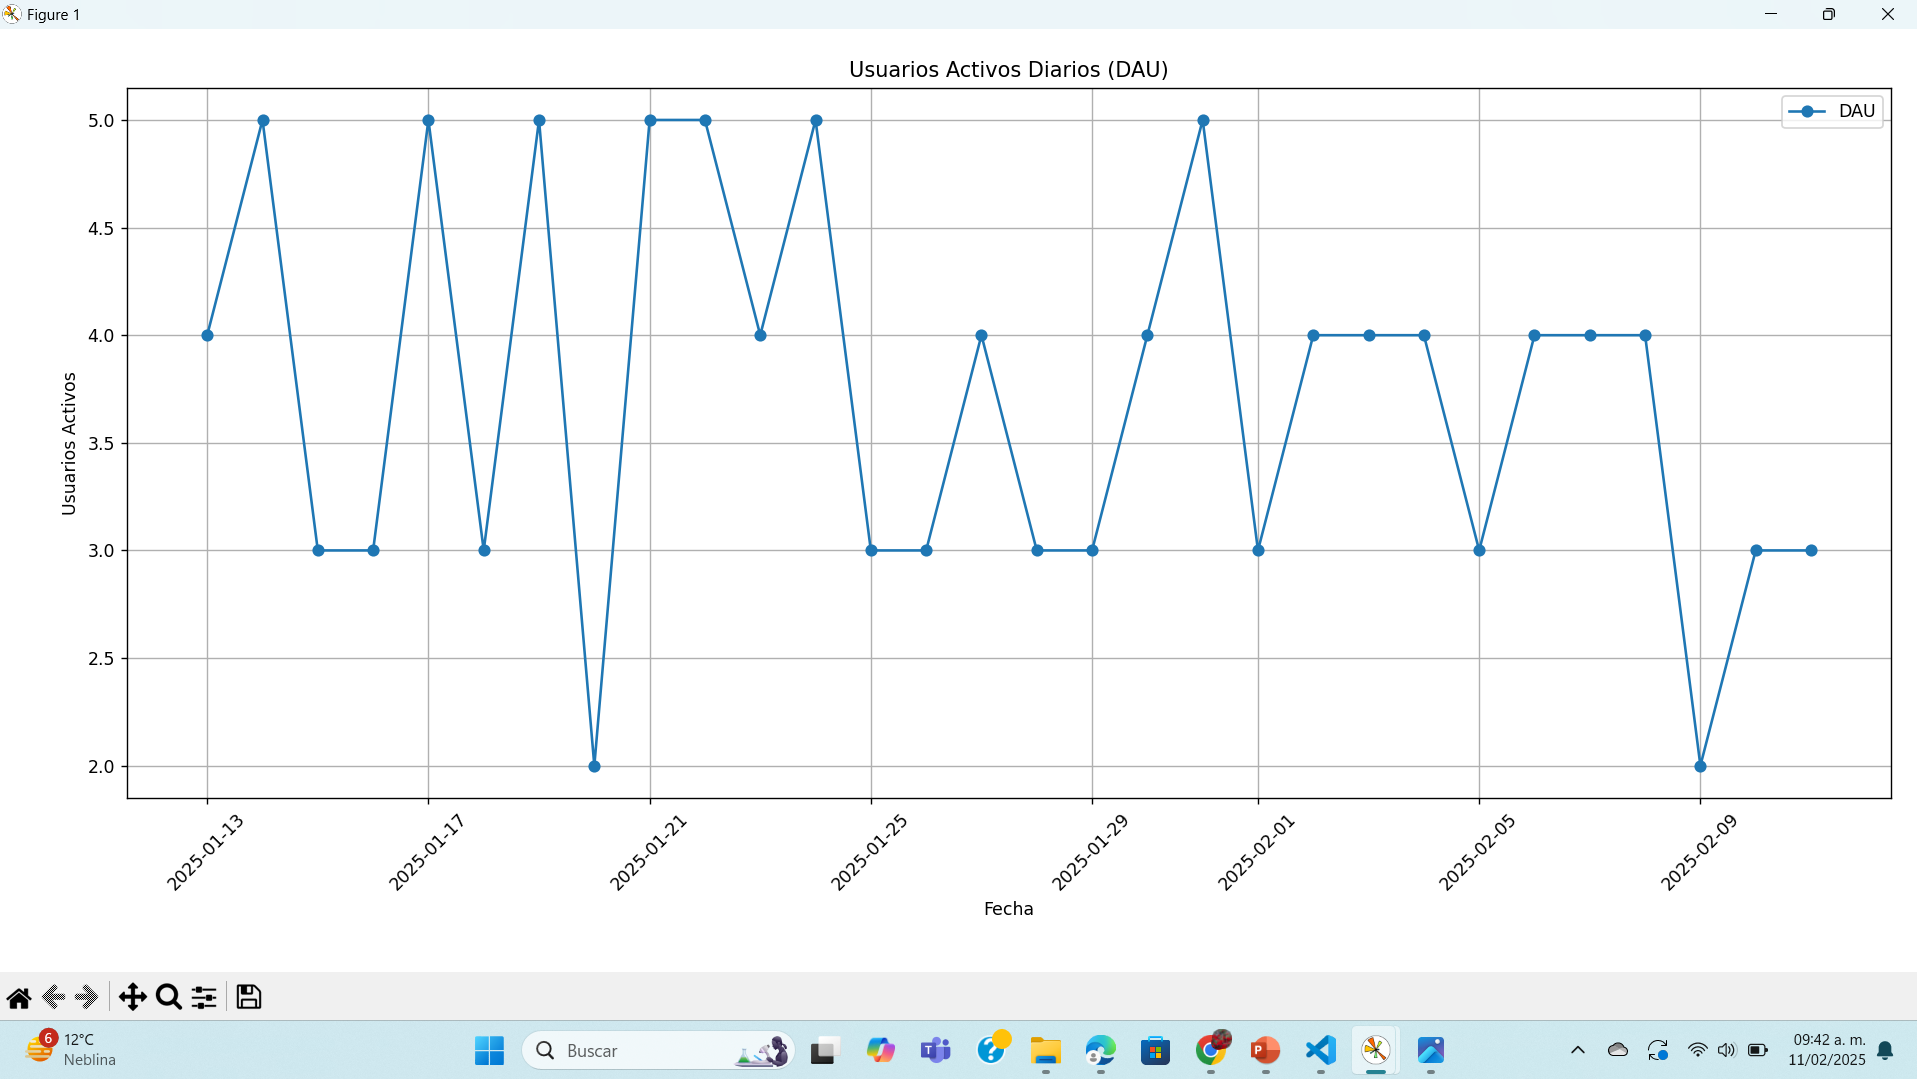 Figure 1
Usuarios Activos Diarios (DAU)
DAU
5.0
4.5
4.0
3.5
3.0
2.5
2.0
Usuarios Activos
2025-01-13
2025-01-17
2025-01-21
2025-01-25
2025-01-29
2025-02-01
2025-02-05
2025-02-09
Fecha
6
12°C
Neblina
Buscar
09:42 a. m.
11/02/2025